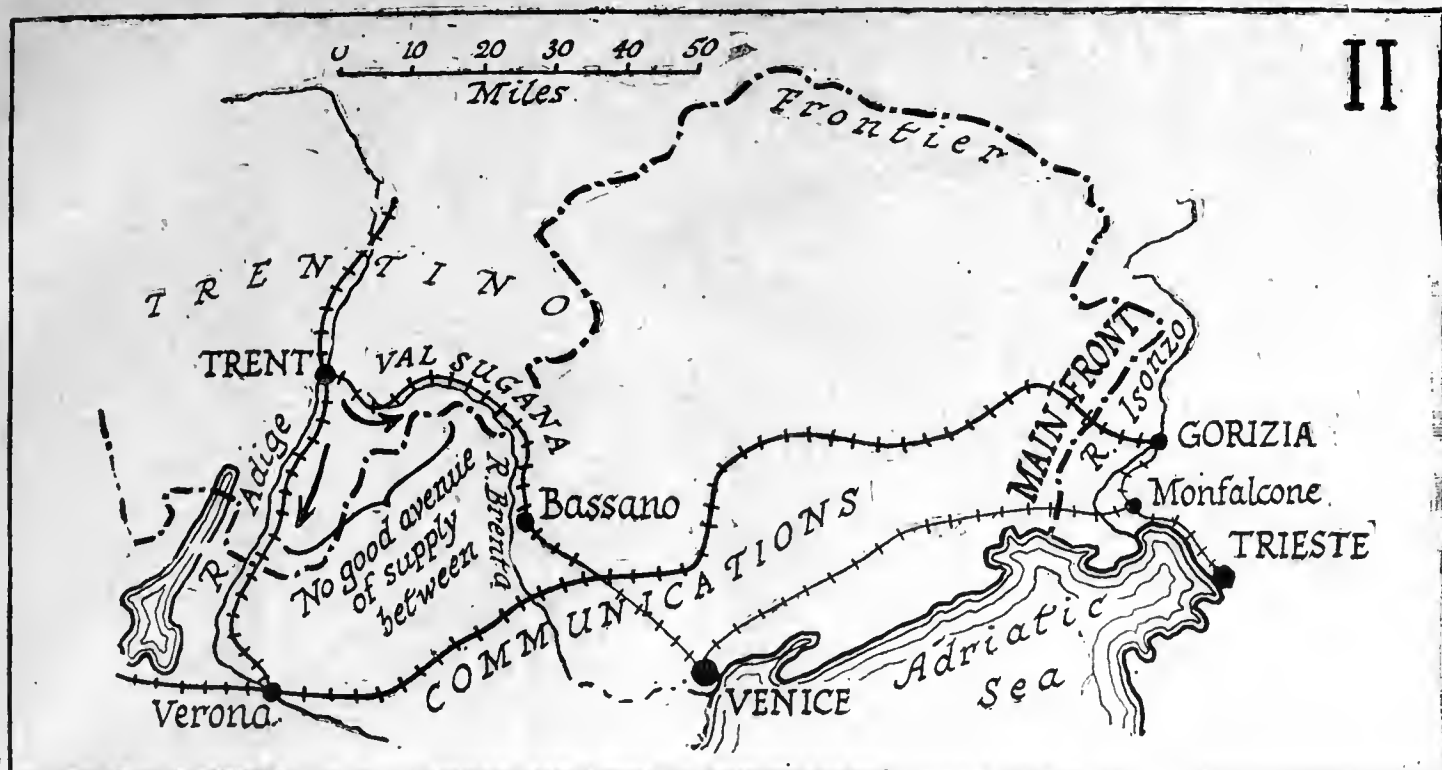 0 10 20 30 40 50
Miles
II
Frontier
TRENTINO
TRENT
VAL SUGANA
MAIN FRONT
R. Isonzo
GORIZIA
R. Adige
R. Brenta
Bassano
Monfalcone
No good avenue
of supply
between
TRIESTE
COMMUNICATIONS
Adriatic
Sea
Verona
VENICE